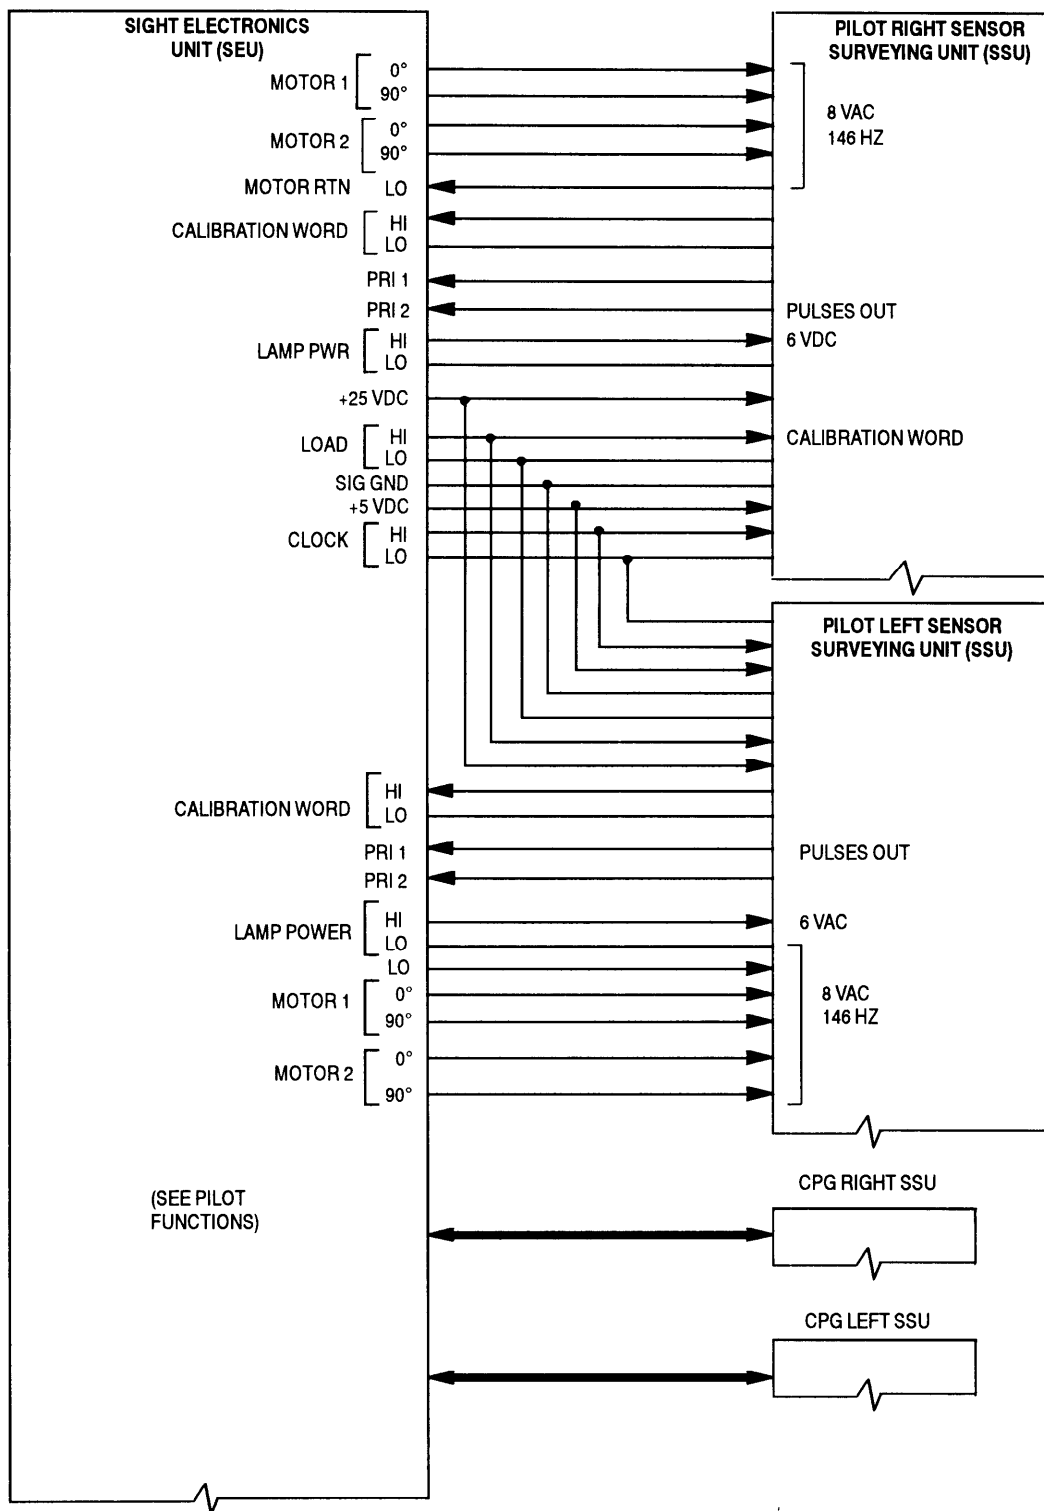 SIGHT ELECTRONICS
UNIT (SEU)
MOTOR 1
0°
90°
MOTOR 2
0°
90°
MOTOR RTN LO
CALIBRATION WORD
HI
LO
PRI 1
PRI 2
LAMP PWR
HI
LO
+25 VDC
LOAD
HI
LO
SIG GND
+5 VDC
CLOCK
HI
LO
PILOT RIGHT SENSOR
SURVEYING UNIT (SSU)
8 VAC
146 HZ
PULSES OUT
6 VDC
CALIBRATION WORD
PILOT LEFT SENSOR
SURVEYING UNIT (SSU)
CALIBRATION WORD
HI
LO
PRI 1
PRI 2
LAMP POWER
HI
LO
LO
MOTOR 1
0°
90°
MOTOR 2
0°
90°
PULSES OUT
6 VAC
8 VAC
146 HZ
(SEE PILOT
FUNCTIONS)
CPG RIGHT SSU
CPG LEFT SSU